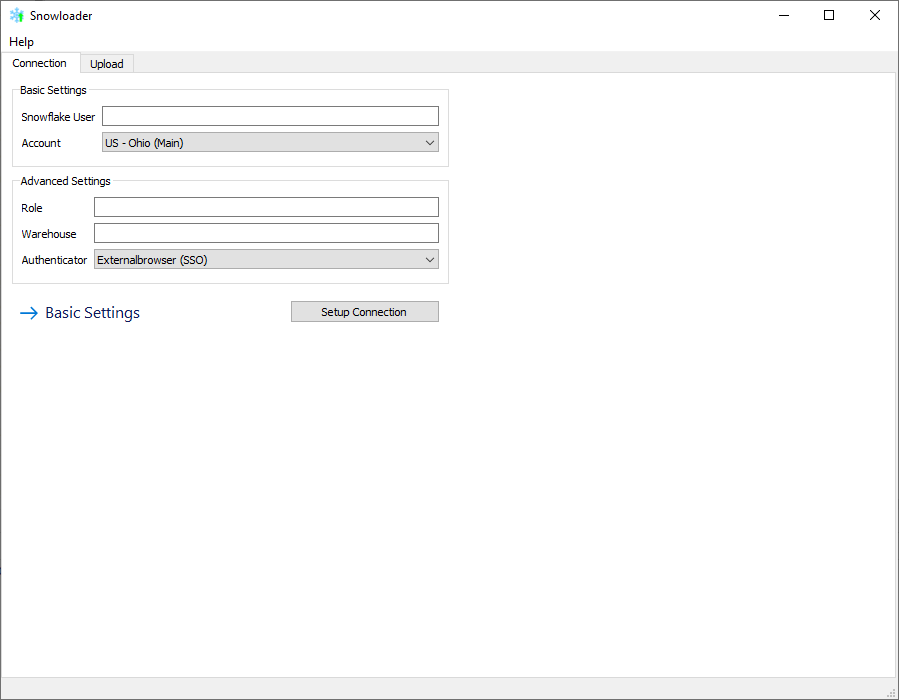 Snowloader
Help
Connection Upload
Basic Settings
Snowflake User
Account US - Ohio (Main)
Advanced Settings
Role
Warehouse
Authenticator Externalbrowser (SSO)
Basic Settings Setup Connection